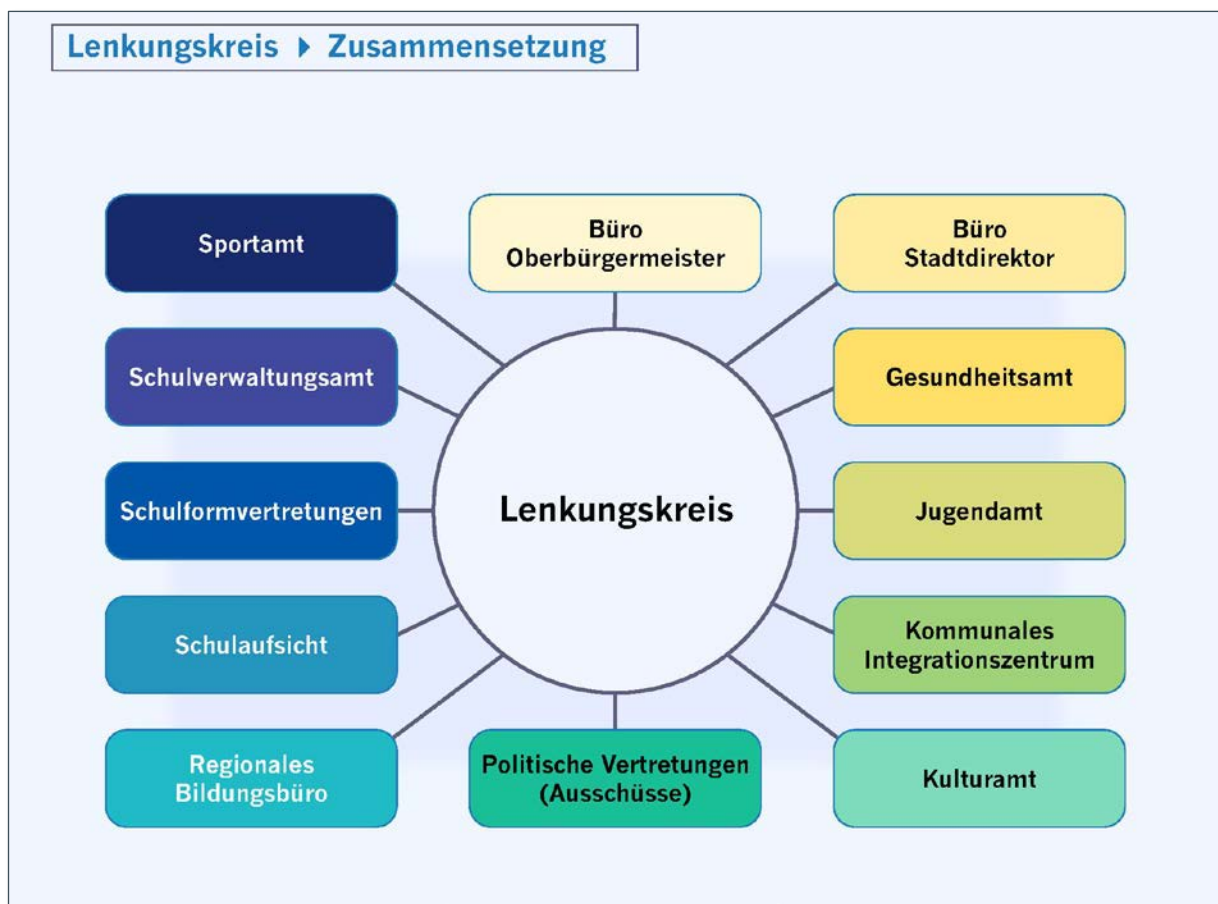 Lenkungskreis ▶ Zusammensetzung
Sportamt
Büro
Oberbürgermeister
Büro
Stadtdirektor
Schulverwaltungsamt
Gesundheitsamt
Schulformvertretungen
Lenkungskreis
Jugendamt
Schulaufsicht
Kommunales
Integrationszentrum
Regionales
Bildungsbüro
Politische Vertretungen
(Ausschüsse)
Kulturamt